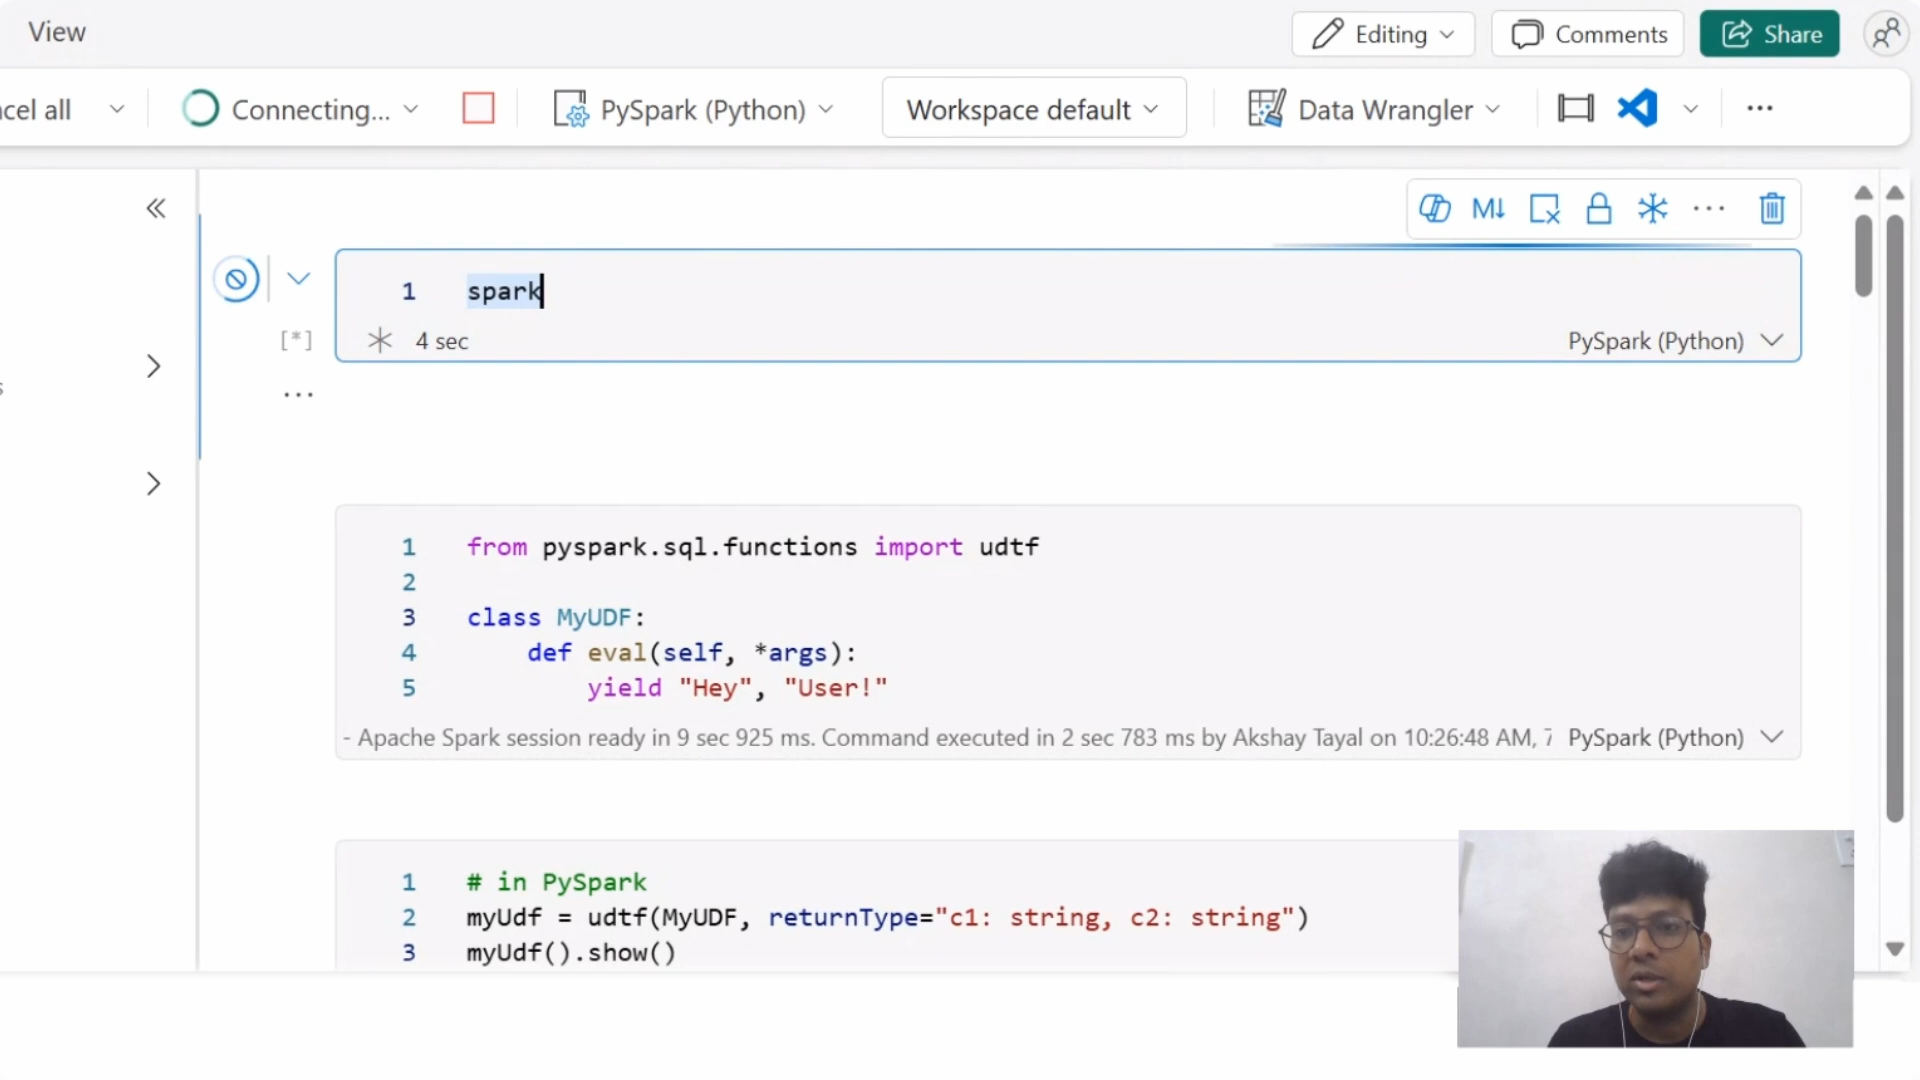 View
Editing
Comments
Share
cel all
Connecting...
PySpark (Python)
Workspace default
Data Wrangler
M↓
1 spark
[*]
4 sec
PySpark (Python)
1 from pyspark.sql.functions import udtf
2
3 class MyUDF:
4 def eval(self, *args):
5 yield "Hey", "User!"
- Apache Spark session ready in 9 sec 925 ms. Command executed in 2 sec 783 ms by Akshay Tayal on 10:26:48 AM, 7
PySpark (Python)
1 # in PySpark
2 myUdf = udtf(MyUDF, returnType="c1: string, c2: string")
3 myUdf().show()